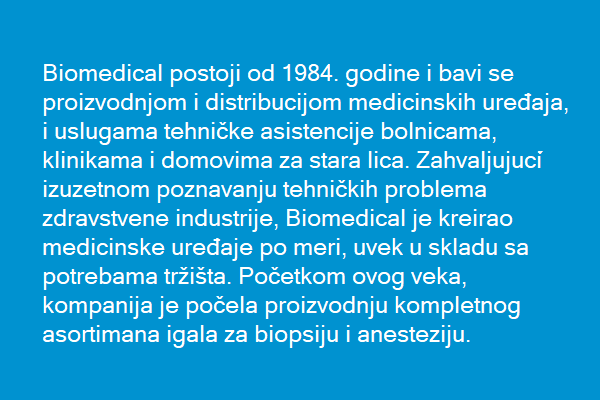 Biomedical postoji od 1984. godine i bavi se
proizvodnjom i distribucijom medicinskih uređaja,
i uslugama tehničke asistencije bolnicama,
klinikama i domovima za stara lica. Zahvaljujuci̇́
izuzetnom poznavanju tehničkih problema
zdravstvene industrije, Biomedical je kreirao
medicinske uređaje po meri, uvek u skladu sa
potrebama tržišta. Početkom ovog veka,
kompanija je počela proizvodnju kompletnog
asortimana igala za biopsiju i anesteziju.